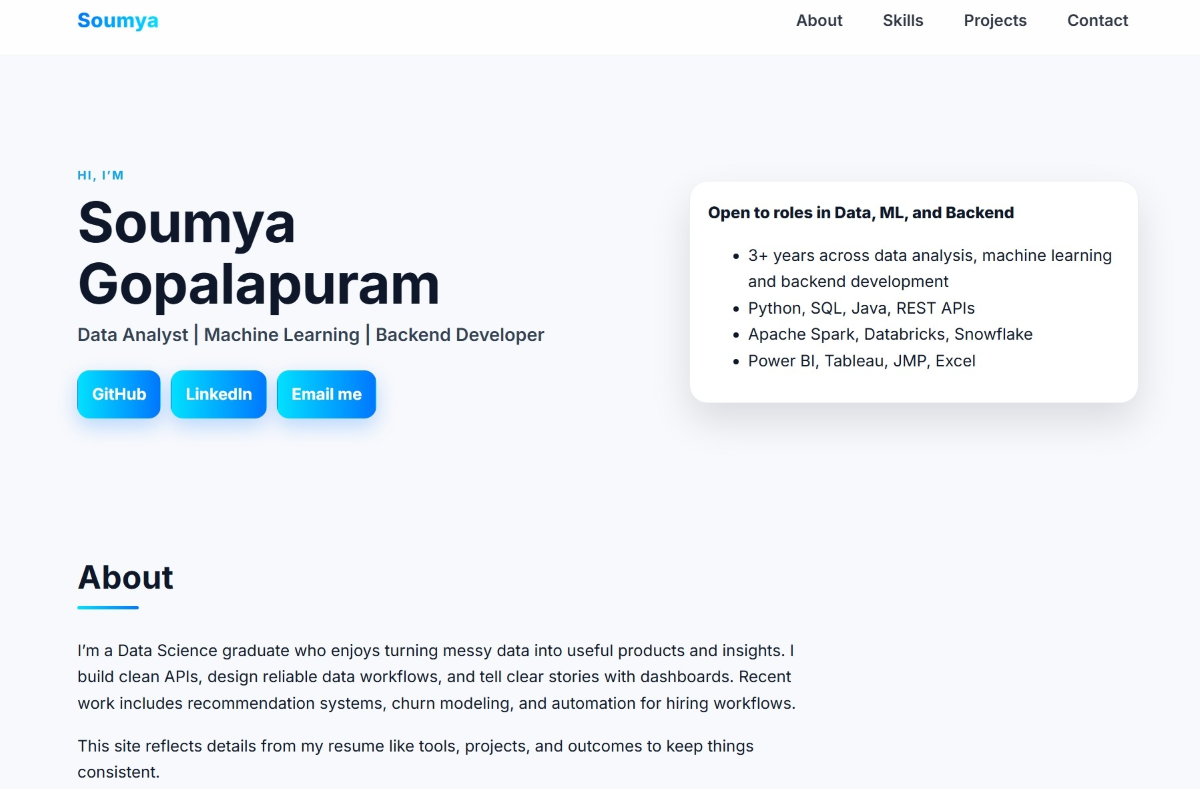 Soumya
About Skills Projects Contact
HI, I’M
Soumya
Gopalapuram
Data Analyst | Machine Learning | Backend Developer
GitHub LinkedIn Email me
Open to roles in Data, ML, and Backend
• 3+ years across data analysis, machine learning
and backend development
• Python, SQL, Java, REST APIs
• Apache Spark, Databricks, Snowflake
• Power BI, Tableau, JMP, Excel
About
I’m a Data Science graduate who enjoys turning messy data into useful products and insights. I
build clean APIs, design reliable data workflows, and tell clear stories with dashboards. Recent
work includes recommendation systems, churn modeling, and automation for hiring workflows.
This site reflects details from my resume like tools, projects, and outcomes to keep things
consistent.